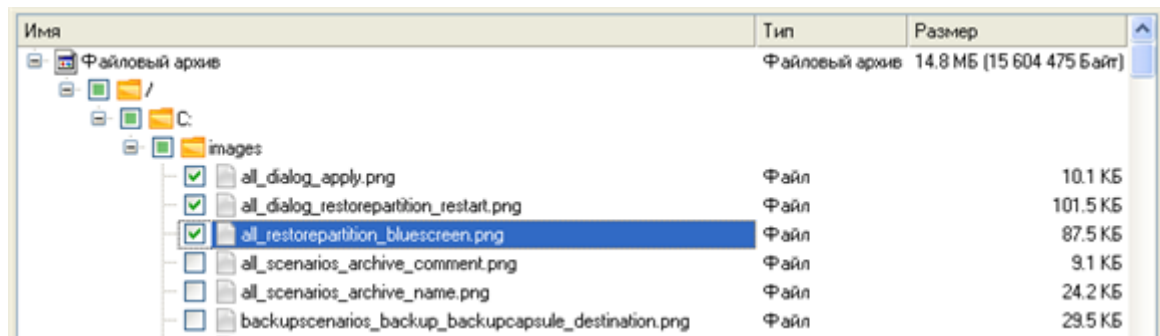 Имя Тип Размер
Файловый архив Файловый архив 14.8 МБ (15 604 475 Байт)
/
C:
images
all_dialog_apply.png Файл 10.1 КБ
all_dialog_restorepartition_restart.png Файл 101.5 КБ
all_restorepartition_bluescreen.png Файл 87.5 КБ
all_scenarios_archive_comment.png Файл 9.1 КБ
all_scenarios_archive_name.png Файл 24.2 КБ
backupscenarios_backup_backupcapsule_destination.png Файл 29.5 КБ